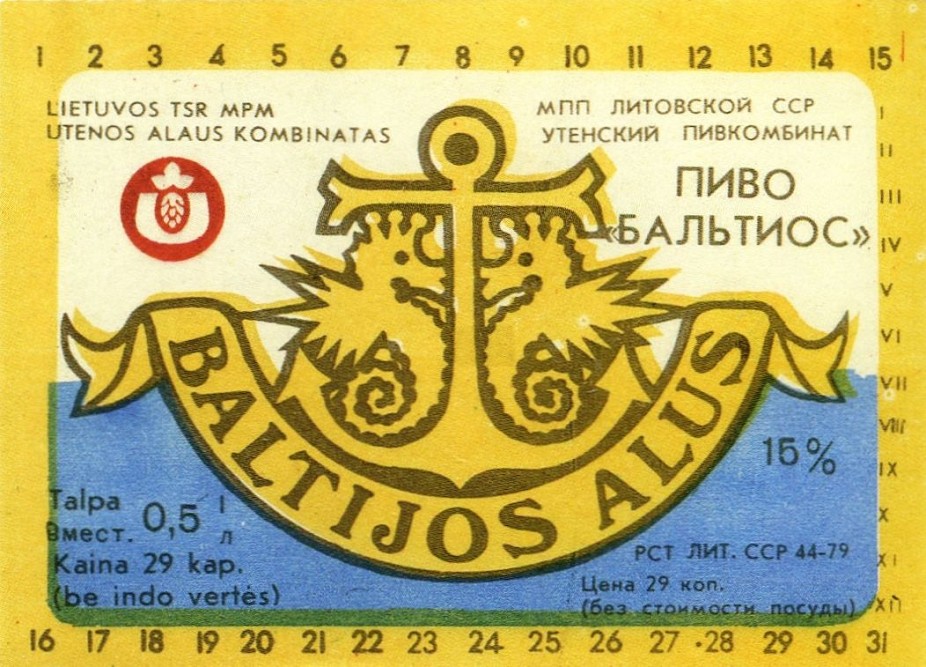 1 2 3 4 5 6 7 8 9 10 11 12 13 14 15
LIETUVOS TSR MPM
UTENOS ALAUS KOMBINATAS
МПП ЛИТОВСКОЙ ССР
УТЕНСКИЙ ПИВКОМБИНАТ
ПИВО
«БАЛЬТИОС»
I
II
III
IV
V
VI
VII
VIII
IX
X
XI
XII
BALTIJOS ALUS
15%
Talpa
Вмест. 0,5 l
л
Kaina 29 kap.
(be indo vertės)
РСТ ЛИТ. ССР 44-79
Цена 29 коп.
(без стоимости посуды)
16 17 18 19 20 21 22 23 24 25 26 27 28 29 30 31